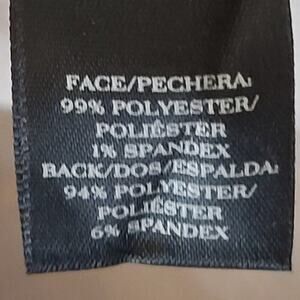 FACE/PECHERA:
99% POLYESTER/
POLIÉSTER
1% SPANDEX
BACK/DOS/ESPALDA:
94% POLYESTER/
POLIÉSTER
6% SPANDEX